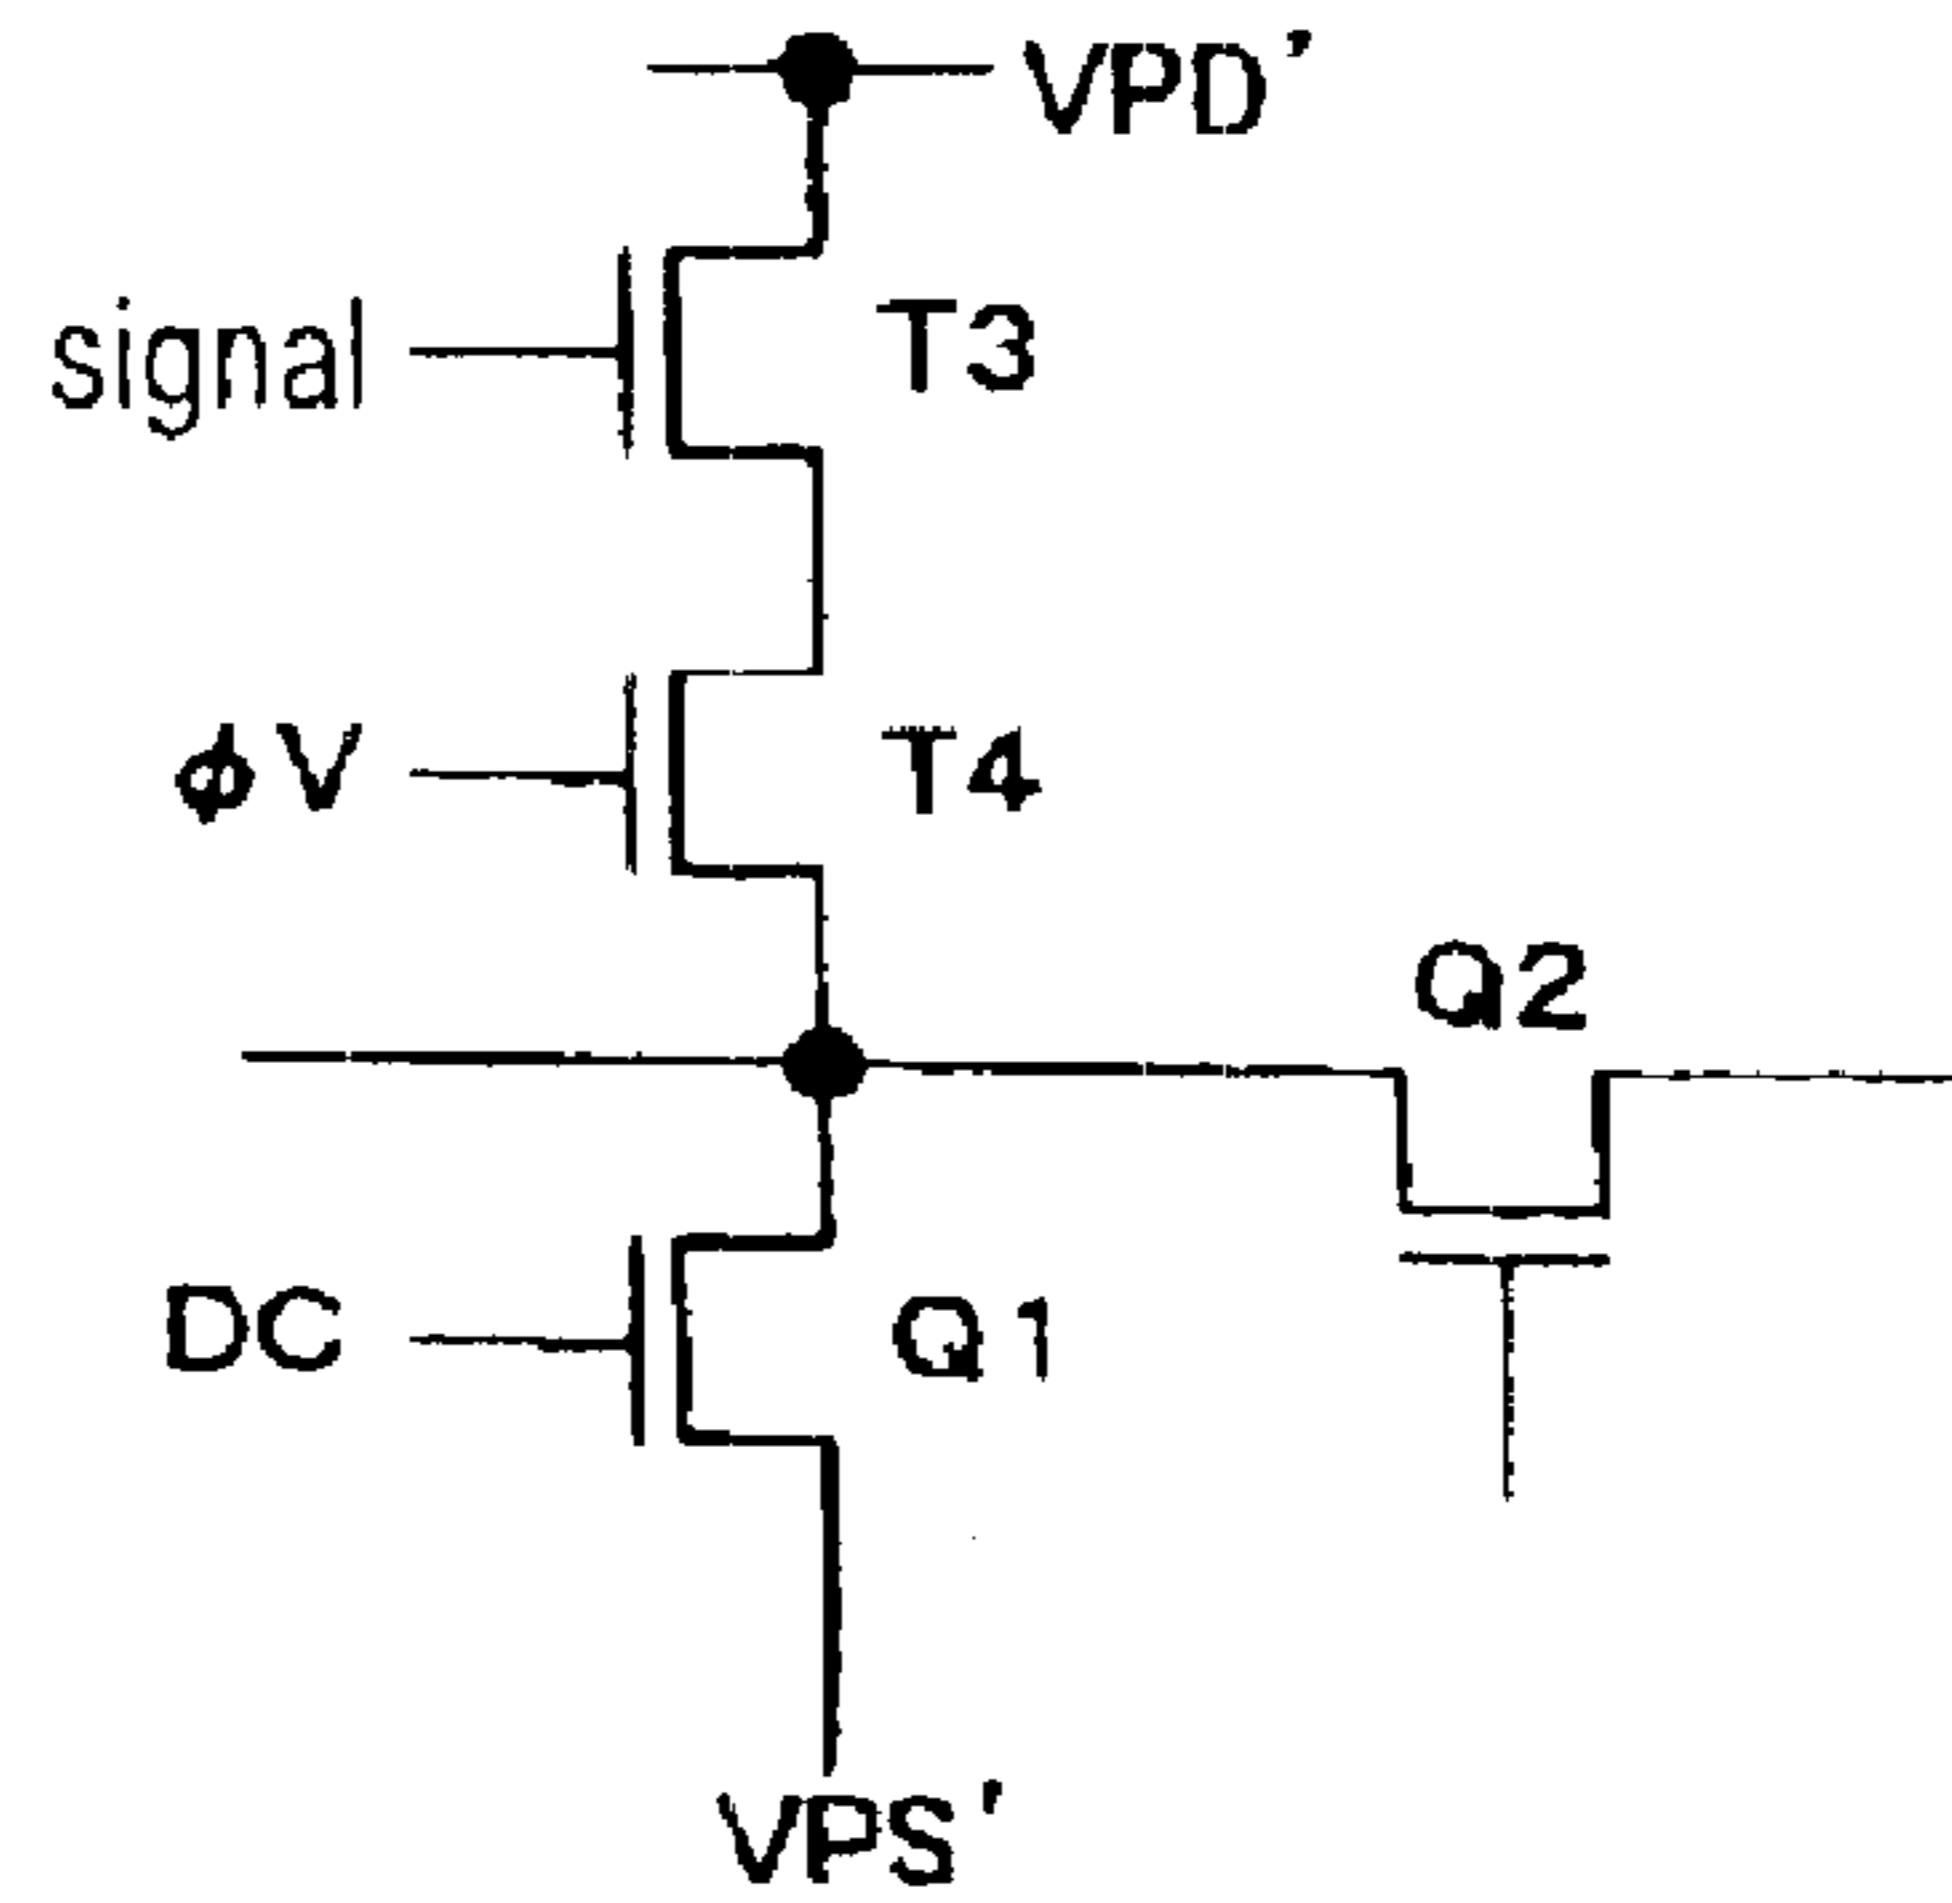 VPD’
signal
T3
ϕV
T4
Q2
DC
Q1
VPS'